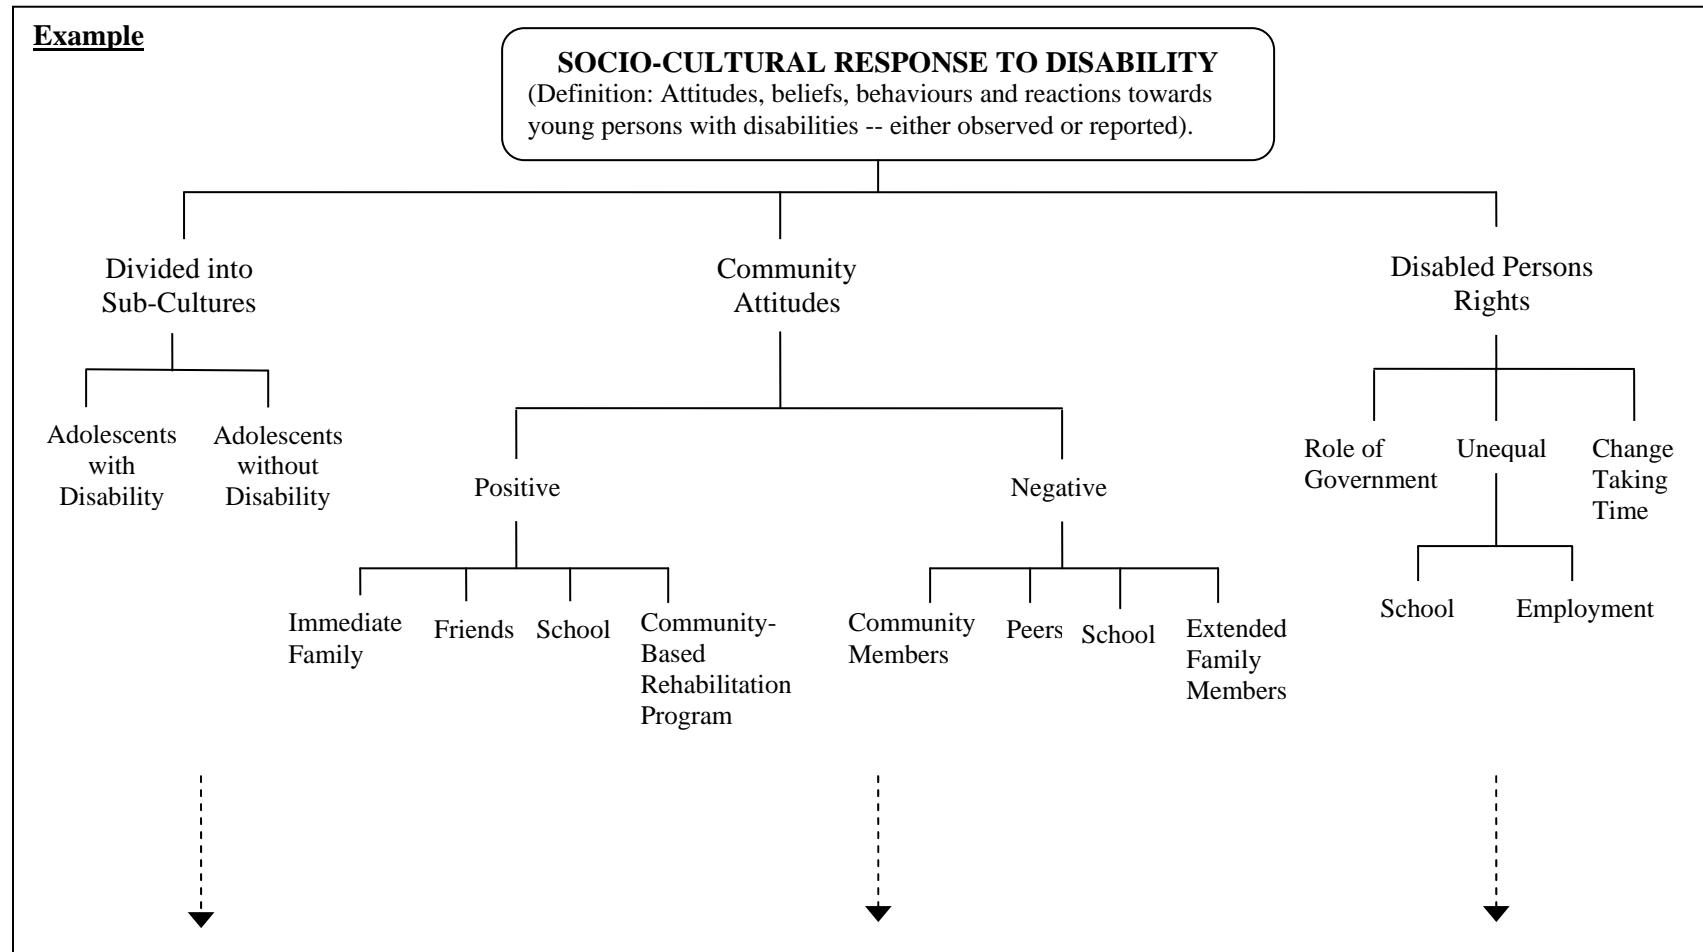 Example
SOCIO-CULTURAL RESPONSE TO DISABILITY
(Definition: Attitudes, beliefs, behaviours and reactions towards
young persons with disabilities -- either observed or reported).
Divided into
Sub-Cultures
Community
Attitudes
Disabled Persons
Rights
Adolescents
with
Disability
Adolescents
without
Disability
Positive
Negative
Role of
Government
Unequal
Change
Taking
Time
Immediate
Family
Friends
School
Community-
Based
Rehabilitation
Program
Community
Members
Peers
School
Extended
Family
Members
School
Employment